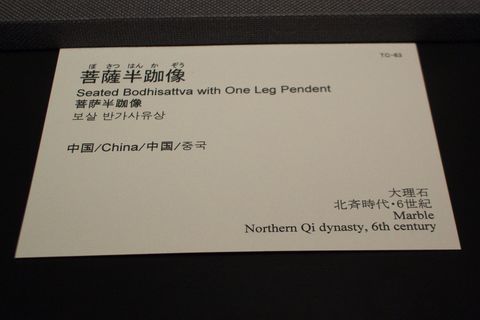 TC-63
ぼ さつ はん か ぞう
菩薩半跏像
Seated Bodhisattva with One Leg Pendent
菩萨半跏像
보살 반가사유상
中国/China/中国/중국
大理石
北斉時代・6世紀
Marble
Northern Qi dynasty, 6th century